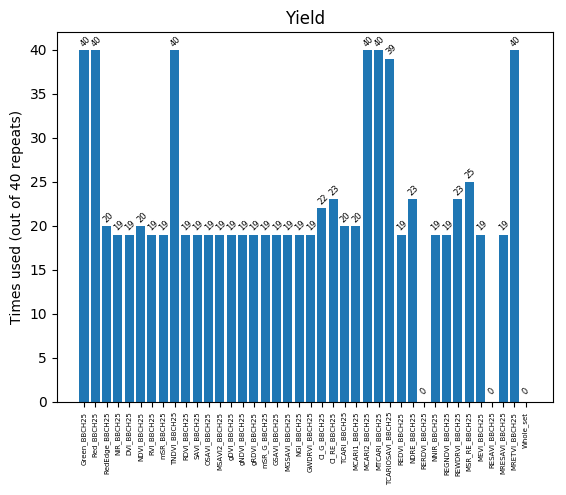 Yield
Times used (out of 40 repeats)
40
35
30
25
20
15
10
5
0
40
40
20
19
19
20
19
19
40
19
19
19
19
19
19
19
19
19
19
19
19
22
23
20
20
40
40
39
19
23
0
19
19
23
25
19
0
19
40
0
Green_BBCH25
Red_BBCH25
RedEdge_BBCH25
NIR_BBCH25
DVI_BBCH25
NDVI_BBCH25
RVI_BBCH25
mSR_BBCH25
TNDVI_BBCH25
RDVI_BBCH25
SAVI_BBCH25
OSAVI_BBCH25
MSAVI2_BBCH25
gDVI_BBCH25
gNDVI_BBCH25
gRDVI_BBCH25
mSR_G_BBCH25
GSAVI_BBCH25
MGSAVI_BBCH25
NGI_BBCH25
GWDRVI_BBCH25
CI_G_BBCH25
CI_RE_BBCH25
TCARI_BBCH25
MCARI1_BBCH25
MCARI2_BBCH25
MTCARI_BBCH25
TCARIOSAVI_BBCH25
REDVI_BBCH25
NDRE_BBCH25
RERDVI_BBCH25
NNIR_BBCH25
REGNDVI_BBCH25
REWDRVI_BBCH25
MSR_RE_BBCH25
MEVI_BBCH25
RESAVI_BBCH25
MRESAVI_BBCH25
MRETVI_BBCH25
Whole_set